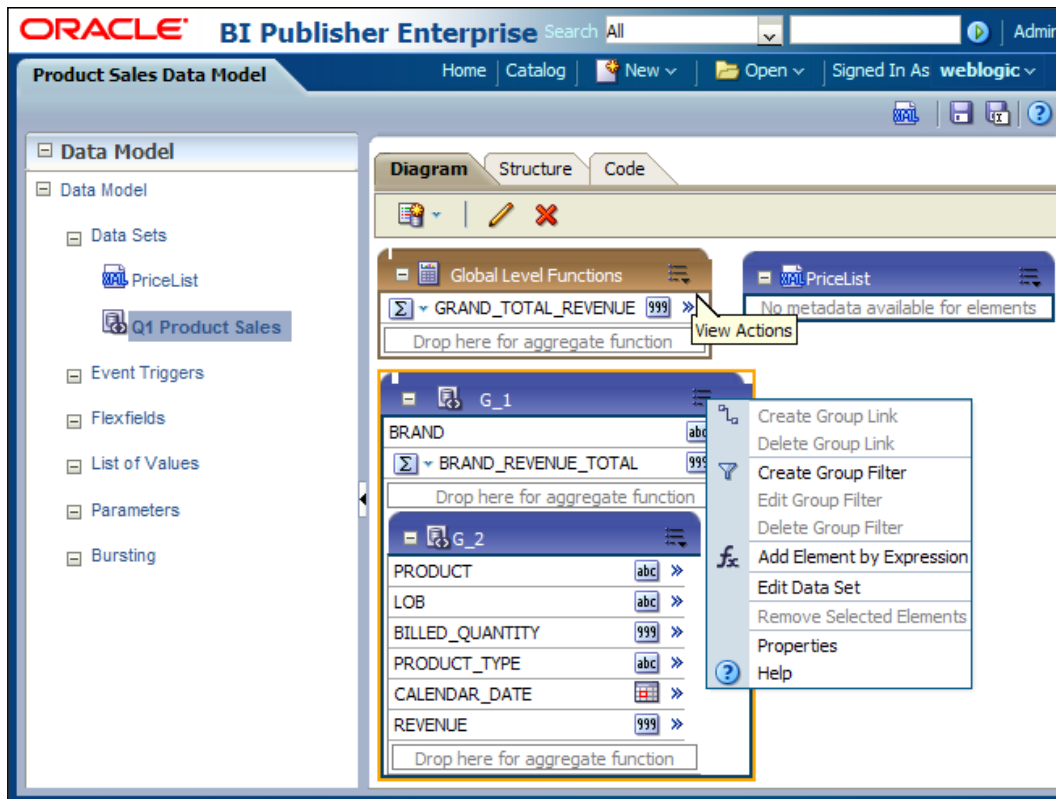 ORACLE BI Publisher Enterprise Search All Admin
Product Sales Data Model Home Catalog New Open Signed In As weblogic
Data Model
Data Model
Data Sets
PriceList
Q1 Product Sales
Event Triggers
Flexfields
List of Values
Parameters
Bursting
Diagram Structure Code
Global Level Functions
GRAND_TOTAL_REVENUE 999
Drop here for aggregate function
PriceList
No metadata available for elements
View Actions
G_1
BRAND abc
BRAND_REVENUE_TOTAL 999
Drop here for aggregate function
G_2
PRODUCT abc
LOB abc
BILLED_QUANTITY 999
PRODUCT_TYPE abc
CALENDAR_DATE
REVENUE 999
Drop here for aggregate function
Create Group Link
Delete Group Link
Create Group Filter
Edit Group Filter
Delete Group Filter
fx Add Element by Expression
Edit Data Set
Remove Selected Elements
Properties
? Help